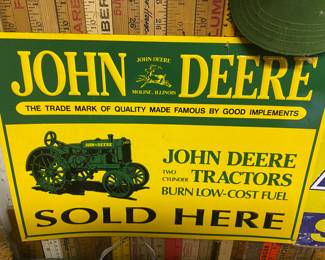 JOHN DEERE
JOHN DEERE
MOLINE, ILLINOIS
THE TRADE MARK OF QUALITY MADE FAMOUS BY GOOD IMPLEMENTS
JOHN DEERE
JOHN DEERE
TWO CYLINDER TRACTORS
BURN LOW-COST FUEL
SOLD HERE